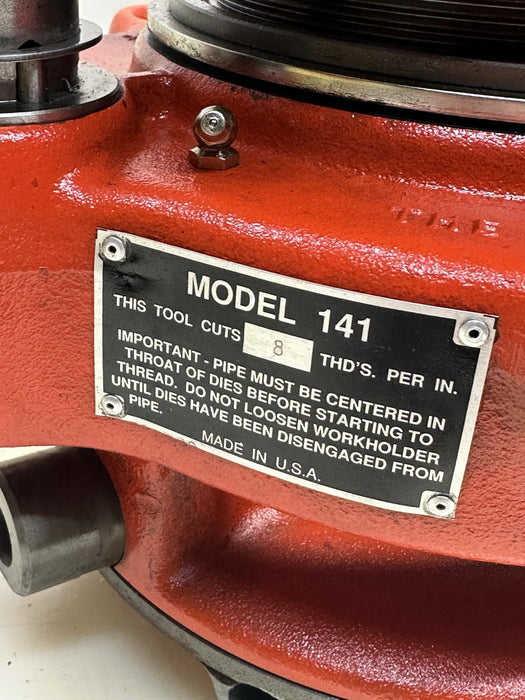 MODEL 141
THIS TOOL CUTS 8 THD'S. PER IN.
IMPORTANT - PIPE MUST BE CENTERED IN
THROAT OF DIES BEFORE STARTING TO
THREAD. DO NOT LOOSEN WORKHOLDER
UNTIL DIES HAVE BEEN DISENGAGED FROM
PIPE.
MADE IN U.S.A.